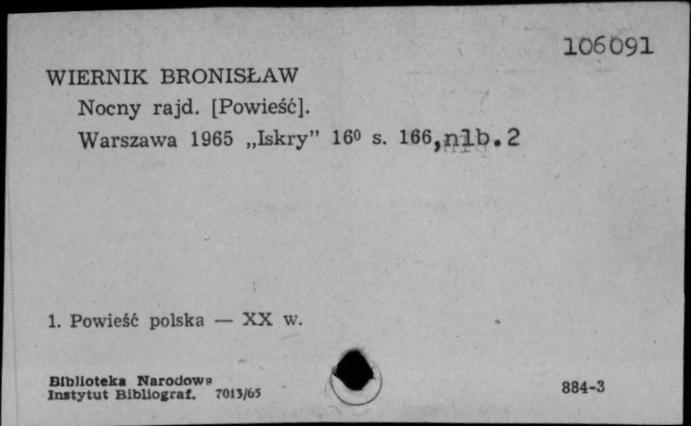 106091
WIERNIK BRONISŁAW
Nocny rajd. [Powieść].
Warszawa 1965 „Iskry” 16⁰ s. 166,nlb.2
1. Powieść polska — XX w.
Biblioteka Narodowa
Instytut Bibliograf. 7013/65
884-3